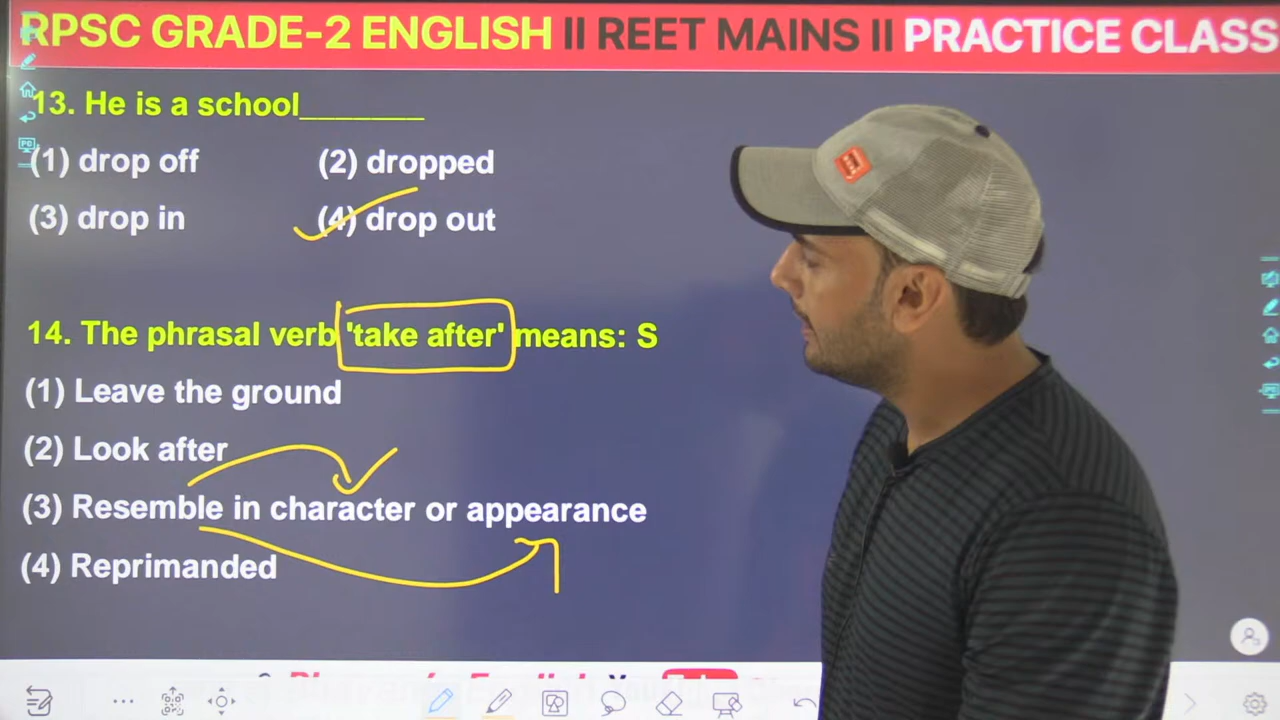 RPSC GRADE-2 ENGLISH II REET MAINS II PRACTICE CLASS
13. He is a school_______
(1) drop off (2) dropped
(3) drop in (4) drop out
14. The phrasal verb 'take after' means: S
(1) Leave the ground
(2) Look after
(3) Resemble in character or appearance
(4) Reprimanded